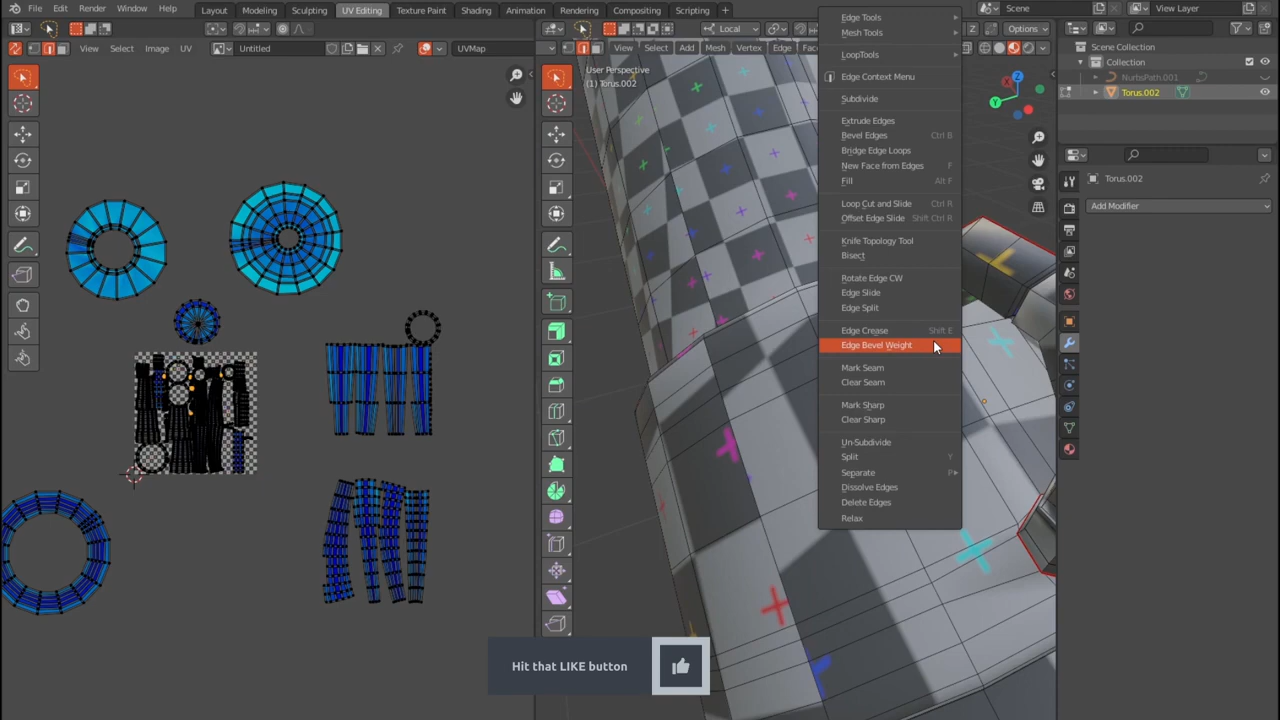 File Edit Render Window Help Layout Modeling Sculpting UV Editing Texture Paint Shading Animation Rendering Compositing Scripting + Scene View Layer
Local Options
View Select Image UV Untitled UVMap View Select Add Mesh Vertex Edge Fac Z
Scene Collection
Collection
NurbsPath.001
Torus.002
User Perspective
(1) Torus.002
Z
Y
X
Torus.002
Add Modifier
Edge Tools
Mesh Tools
LoopTools
Edge Context Menu
Subdivide
Extrude Edges
Bevel Edges Ctrl B
Bridge Edge Loops
New Face from Edges F
Fill Alt F
Loop Cut and Slide Ctrl R
Offset Edge Slide Shift Ctrl R
Knife Topology Tool
Bisect
Rotate Edge CW
Edge Slide
Edge Split
Edge Crease Shift E
Edge Bevel Weight
Mark Seam
Clear Seam
Mark Sharp
Clear Sharp
Un-Subdivide
Split Y
Separate P
Dissolve Edges
Delete Edges
Relax
Hit that LIKE button